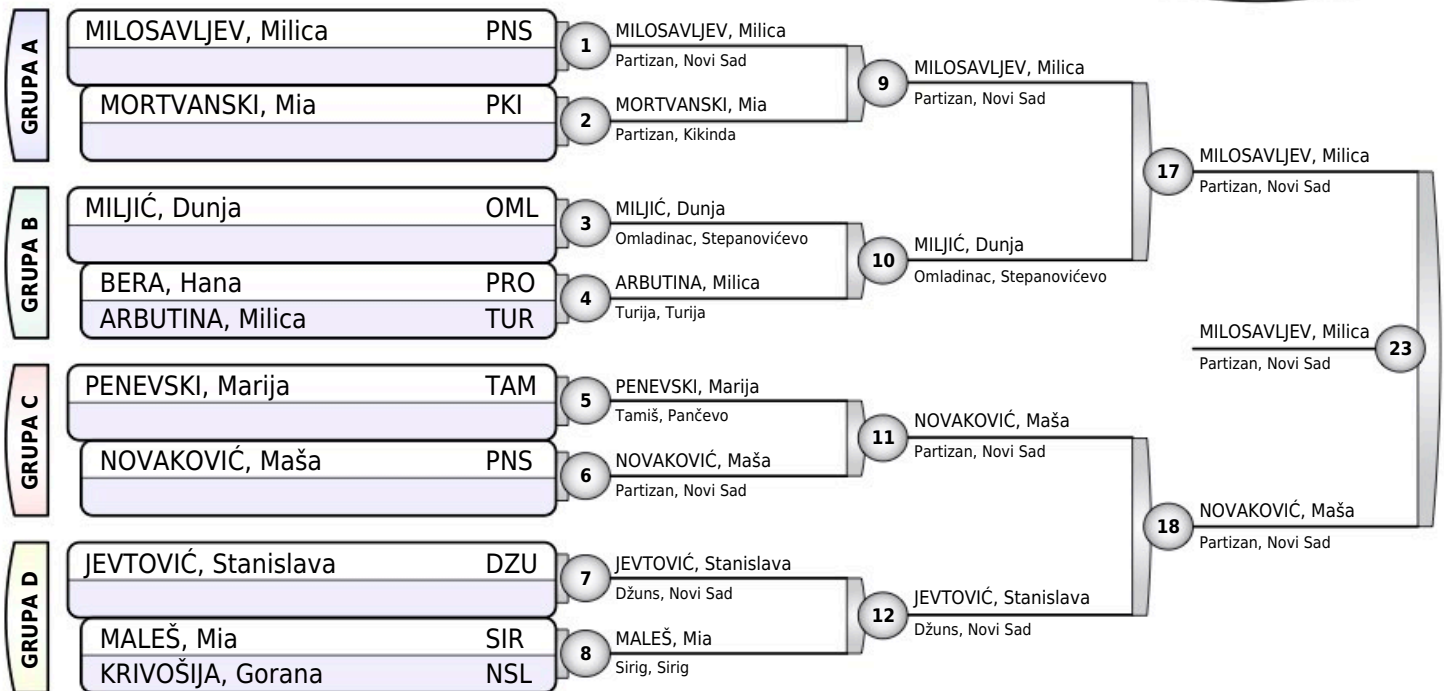 GRUPA A
MILOSAVLJEV, Milica PNS
MORTVANSKI, Mia PKI
GRUPA B
MILJIĆ, Dunja OML
BERA, Hana PRO
ARBUTINA, Milica TUR
GRUPA C
PENEVSKI, Marija TAM
NOVAKOVIĆ, Maša PNS
GRUPA D
JEVTOVIĆ, Stanislava DZU
MALEŠ, Mia SIR
KRIVOŠIJA, Gorana NSL
1 MILOSAVLJEV, Milica
Partizan, Novi Sad
2 MORTVANSKI, Mia
Partizan, Kikinda
3 MILJIĆ, Dunja
Omladinac, Stepanovićevo
4 ARBUTINA, Milica
Turija, Turija
5 PENEVSKI, Marija
Tamiš, Pančevo
6 NOVAKOVIĆ, Maša
Partizan, Novi Sad
7 JEVTOVIĆ, Stanislava
Džuns, Novi Sad
8 MALEŠ, Mia
Sirig, Sirig
9 MILOSAVLJEV, Milica
Partizan, Novi Sad
10 MILJIĆ, Dunja
Omladinac, Stepanovićevo
11 NOVAKOVIĆ, Maša
Partizan, Novi Sad
12 JEVTOVIĆ, Stanislava
Džuns, Novi Sad
17 MILOSAVLJEV, Milica
Partizan, Novi Sad
18 NOVAKOVIĆ, Maša
Partizan, Novi Sad
MILOSAVLJEV, Milica 23
Partizan, Novi Sad